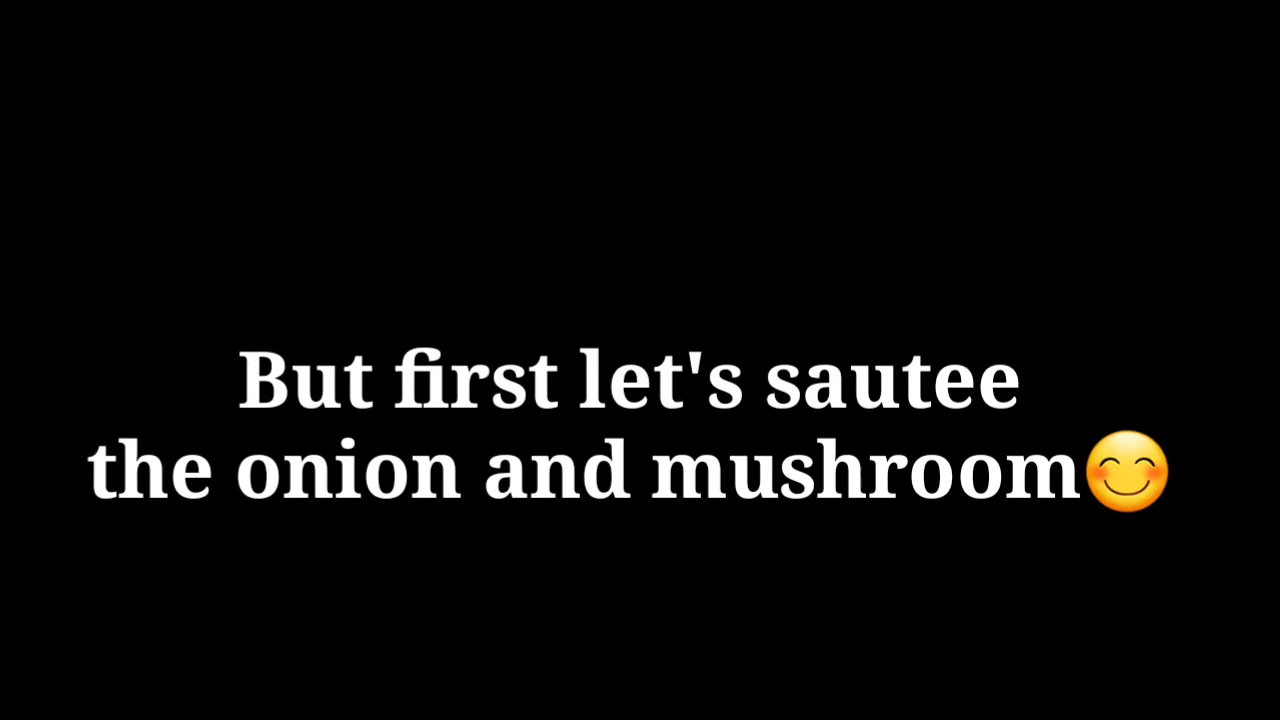 But first let's sautee
the onion and mushroom😊